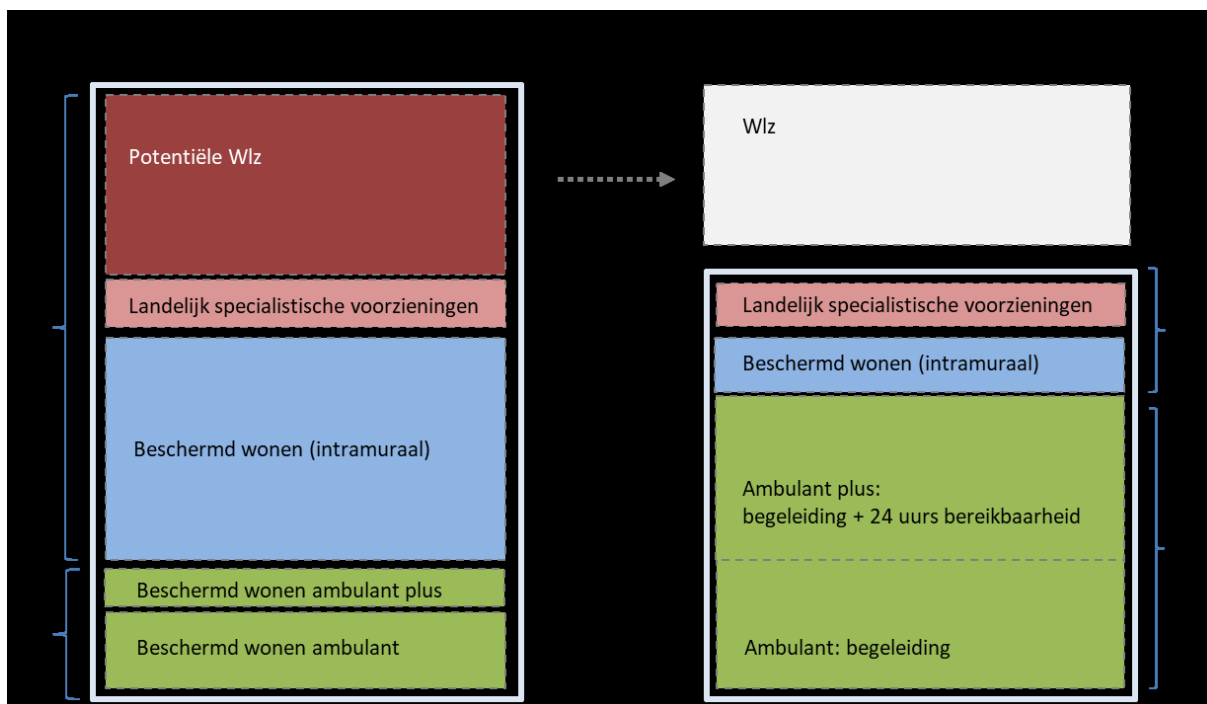 Potentiële Wlz
Landelijk specialistische voorzieningen
Beschermd wonen (intramuraal)
Beschermd wonen ambulant plus
Beschermd wonen ambulant
Wlz
Landelijk specialistische voorzieningen
Beschermd wonen (intramuraal)
Ambulant plus:
begeleiding + 24 uurs bereikbaarheid
Ambulant: begeleiding